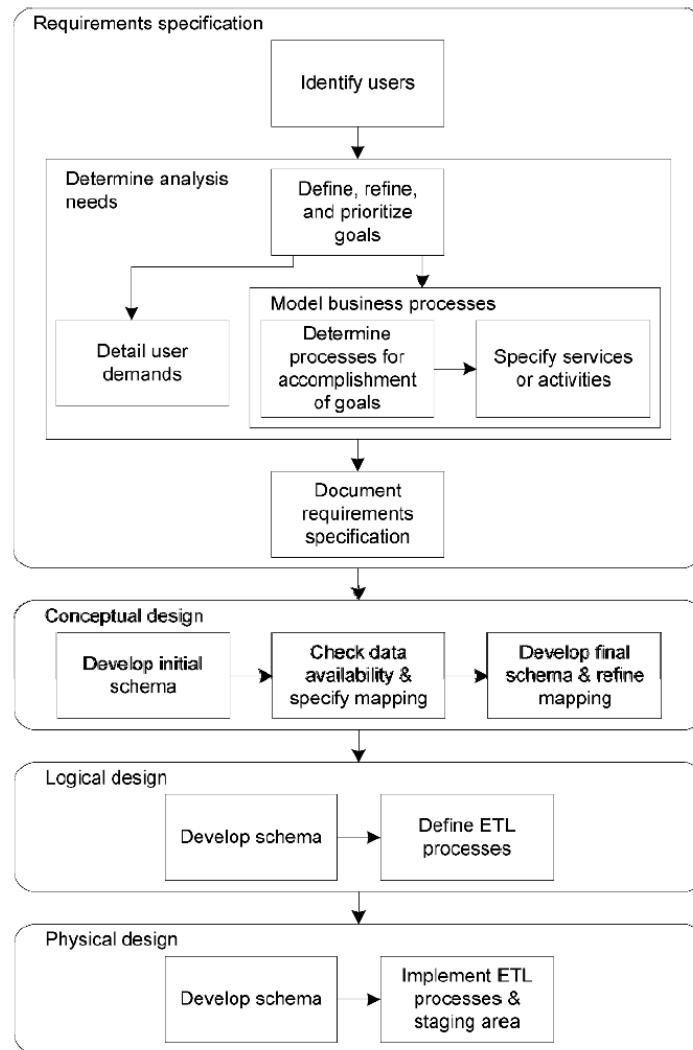 Requirements specification
Identify users
Determine analysis
needs
Define, refine,
and prioritize
goals
Detail user
demands
Model business processes
Determine
processes for
accomplishment
of goals
Specify services
or activities
Document
requirements
specification
Conceptual design
Develop initial
schema
Check data
availability &
specify mapping
Develop final
schema & refine
mapping
Logical design
Develop schema
Define ETL
processes
Physical design
Develop schema
Implement ETL
processes &
staging area